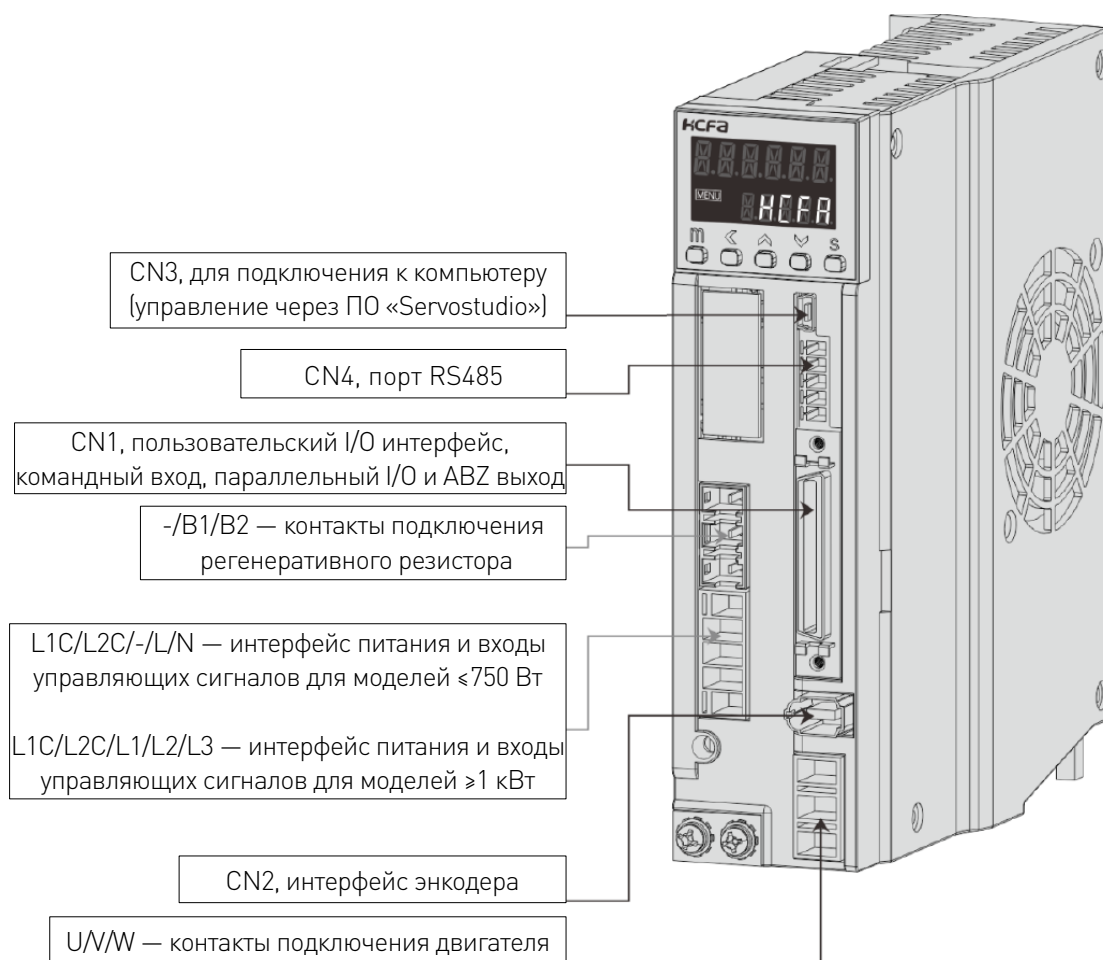 HCFA
MENU
HCFA
m
S
CN3, для подключения к компьютеру
(управление через ПО «Servostudio»)
CN4, порт RS485
CN1, пользовательский I/O интерфейс,
командный вход, параллельный I/O и ABZ выход
-/B1/B2 — контакты подключения
регенеративного резистора
L1C/L2C/-/L/N — интерфейс питания и входы
управляющих сигналов для моделей ≤750 Вт
L1C/L2C/L1/L2/L3 — интерфейс питания и входы
управляющих сигналов для моделей ≥1 кВт
CN2, интерфейс энкодера
U/V/W — контакты подключения двигателя